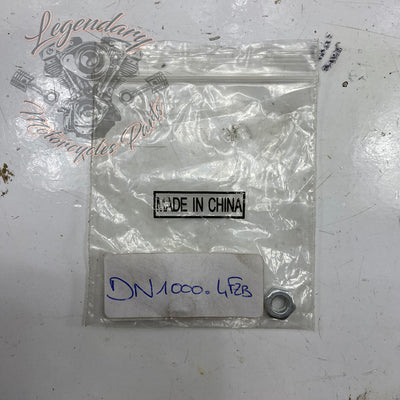 Legendary
Motorcycles Parts
MADE IN CHINA
DN1000.4FZB